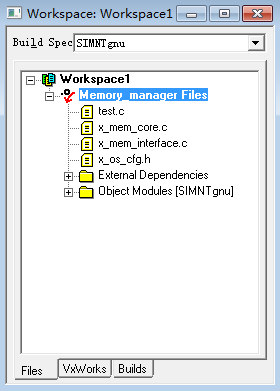 Workspace: Workspace1
Build Spec SIMNTgnu
Workspace1
Memory_manager Files
test.c
x_mem_core.c
x_mem_interface.c
x_os_cfg.h
External Dependencies
Object Modules [SIMNTgnu]
Files VxWorks Builds